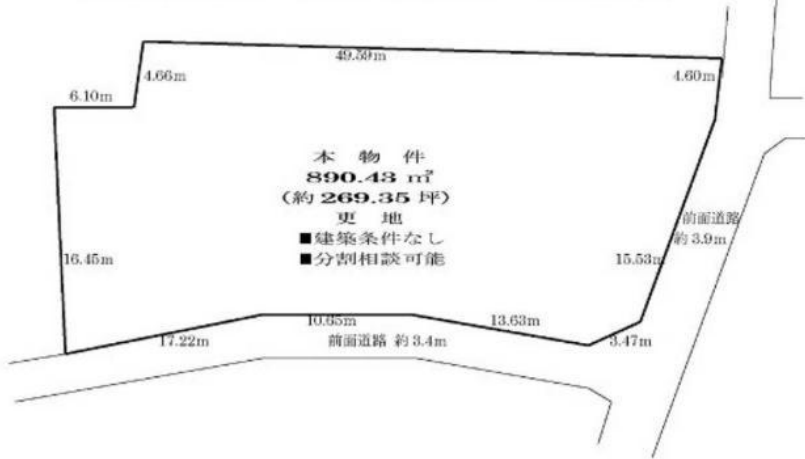 49.59m
4.66m
4.60m
6.10m
本 物 件
890.43 ㎡
(約 269.35 坪)
更 地
■建築条件なし
■分割相談可能
前面道路
約 3.9m
16.45m
15.53m
10.65m
13.63m
17.22m
前面道路 約 3.4m
3.47m